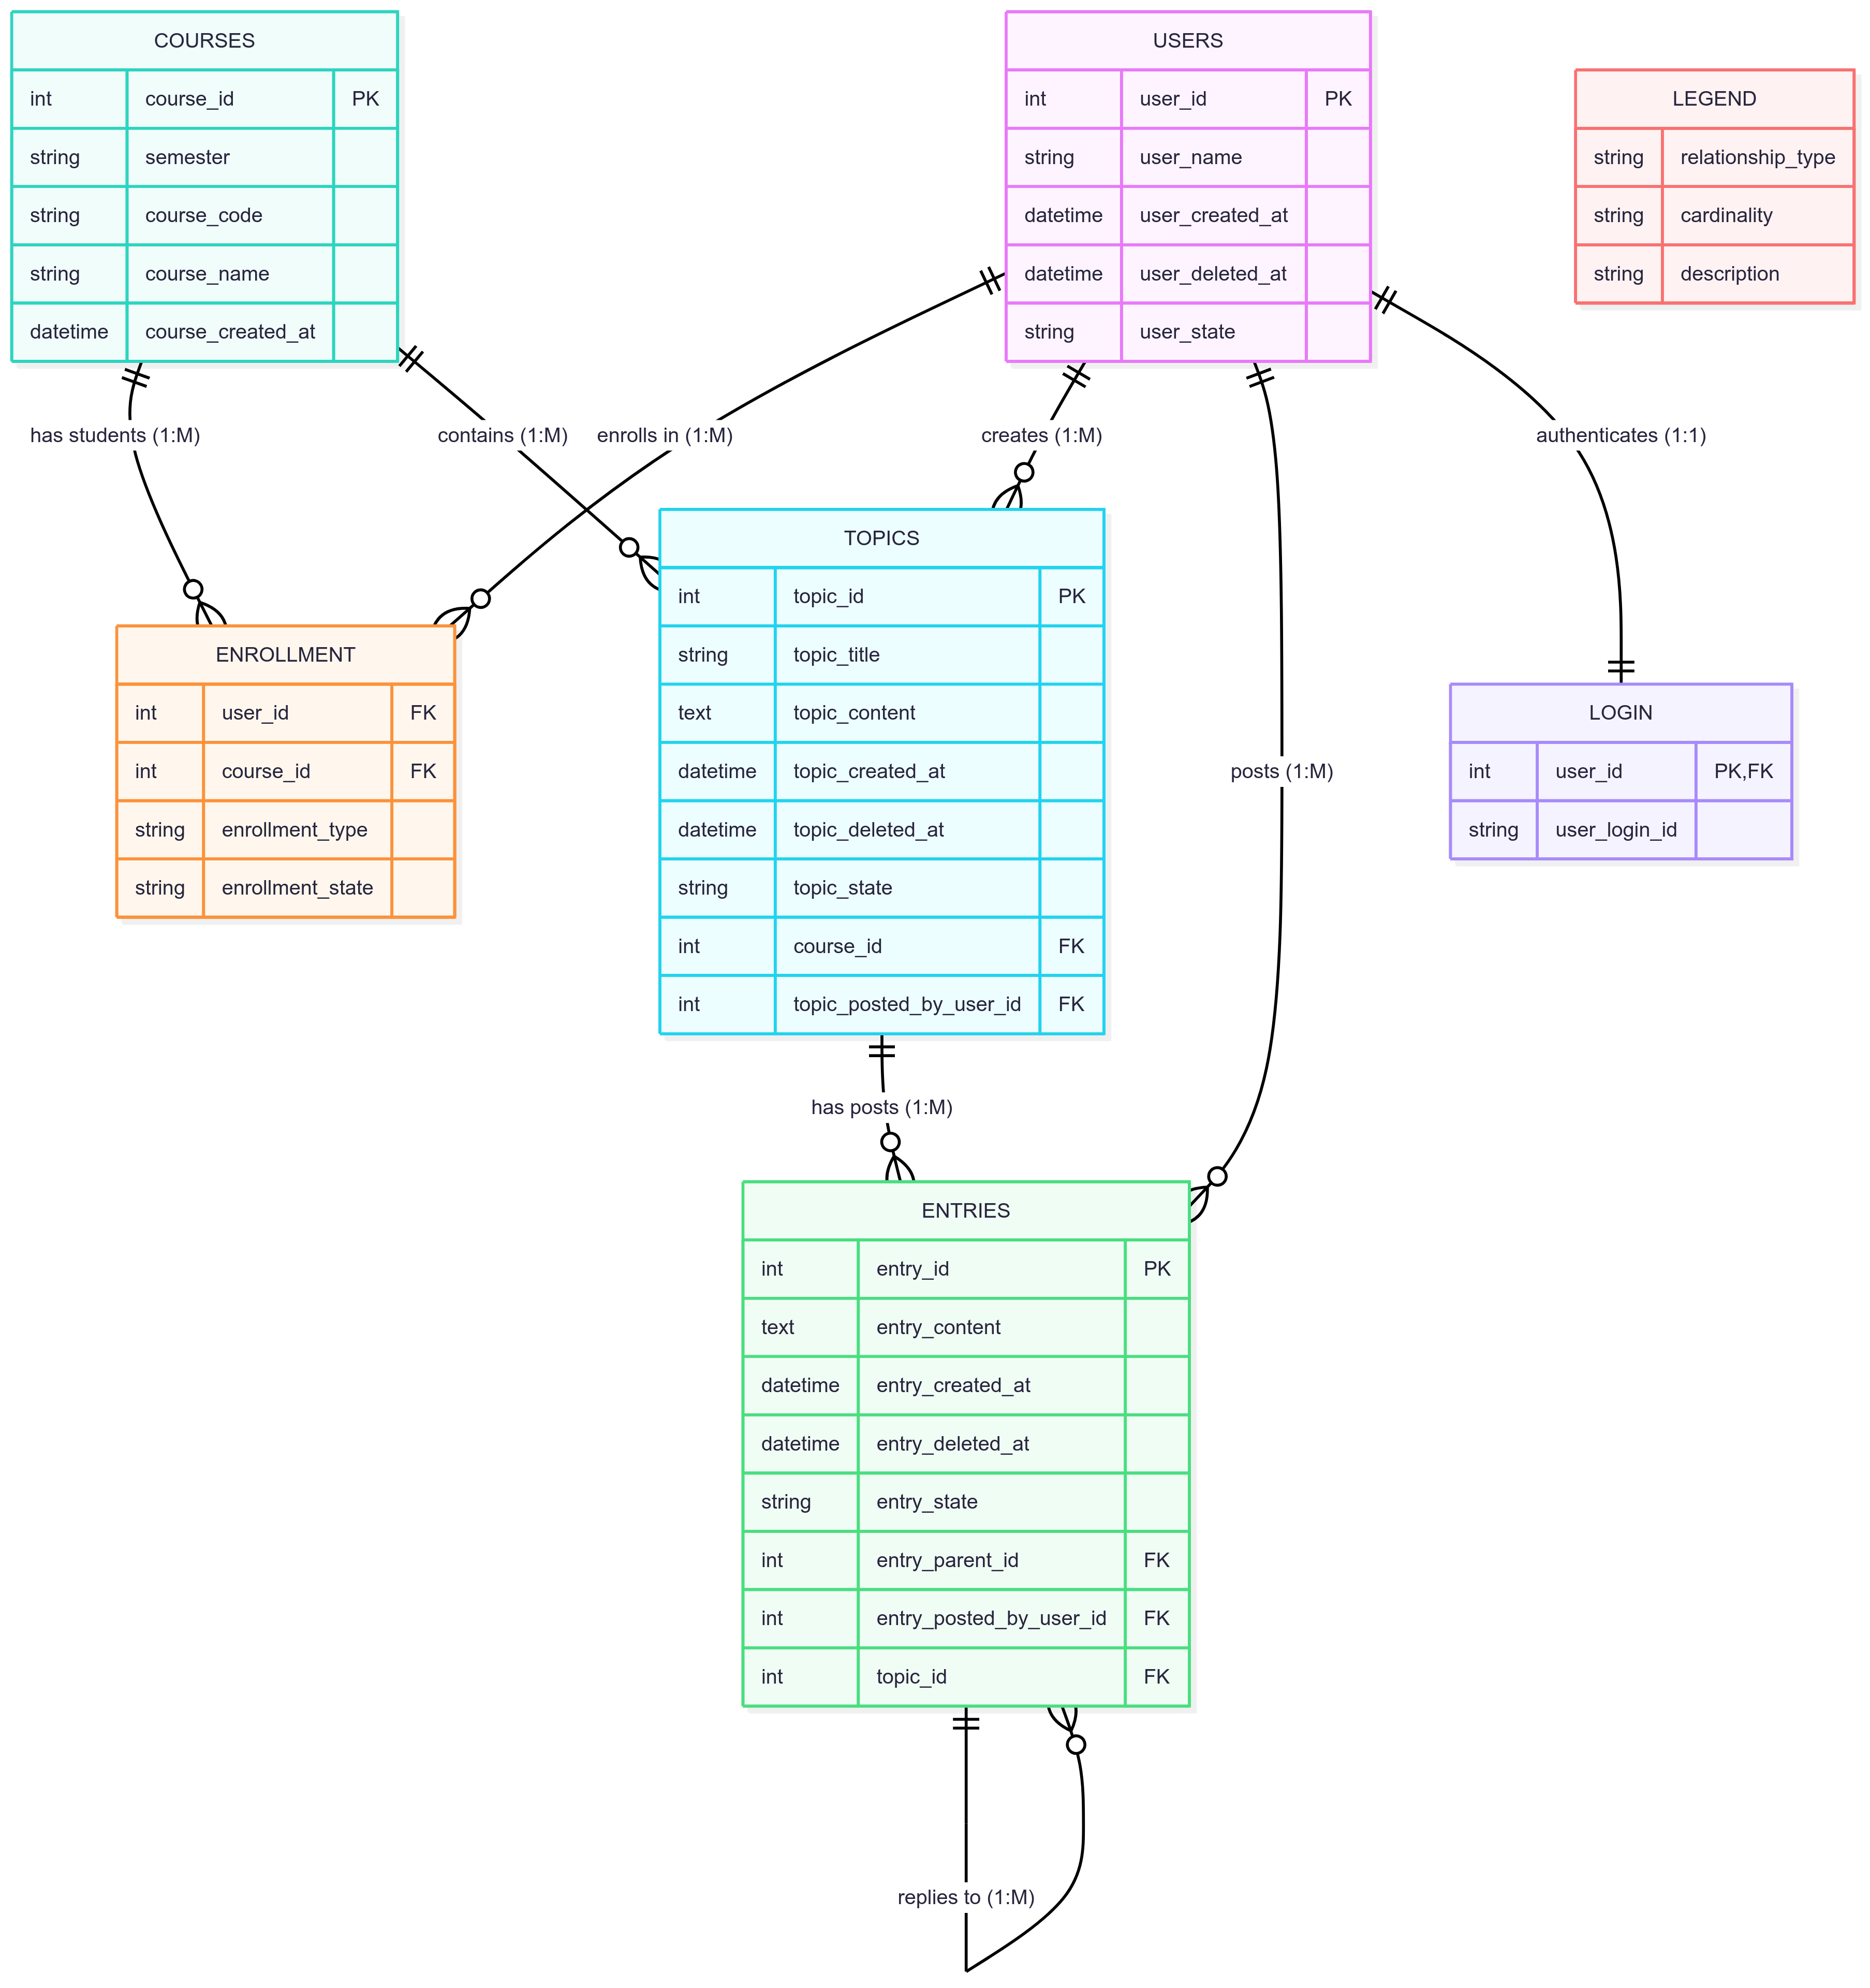 COURSES
int course_id PK
string semester
string course_code
string course_name
datetime course_created_at
USERS
int user_id PK
string user_name
datetime user_created_at
datetime user_deleted_at
string user_state
LEGEND
string relationship_type
string cardinality
string description
has students (1:M)
contains (1:M)
enrolls in (1:M)
creates (1:M)
authenticates (1:1)
TOPICS
int topic_id PK
string topic_title
text topic_content
datetime topic_created_at
datetime topic_deleted_at
string topic_state
int course_id FK
int topic_posted_by_user_id FK
ENROLLMENT
int user_id FK
int course_id FK
string enrollment_type
string enrollment_state
posts (1:M)
LOGIN
int user_id PK,FK
string user_login_id
has posts (1:M)
ENTRIES
int entry_id PK
text entry_content
datetime entry_created_at
datetime entry_deleted_at
string entry_state
int entry_parent_id FK
int entry_posted_by_user_id FK
int topic_id FK
replies to (1:M)